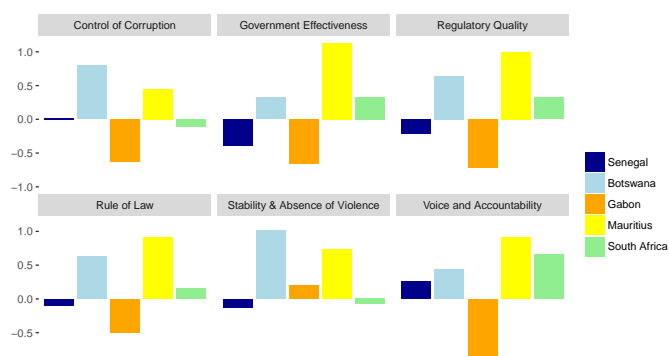 Control of Corruption
Government Effectiveness
Regulatory Quality
1.0
0.5
0.0
−0.5
−1.0
Rule of Law
Stability & Absence of Violence
Voice and Accountability
1.0
0.5
0.0
−0.5
Senegal
Botswana
Gabon
Mauritius
South Africa